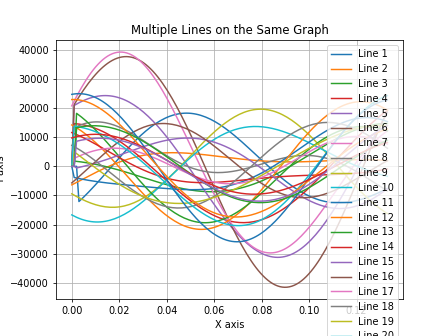 Multiple Lines on the Same Graph
40000
30000
20000
10000
0
-10000
-20000
-30000
-40000
0.00
0.02
0.04
0.06
0.08
0.10
X axis
Line 1
Line 2
Line 3
Line 4
Line 5
Line 6
Line 7
Line 8
Line 9
Line 10
Line 11
Line 12
Line 13
Line 14
Line 15
Line 16
Line 17
Line 18
Line 19
Line 20